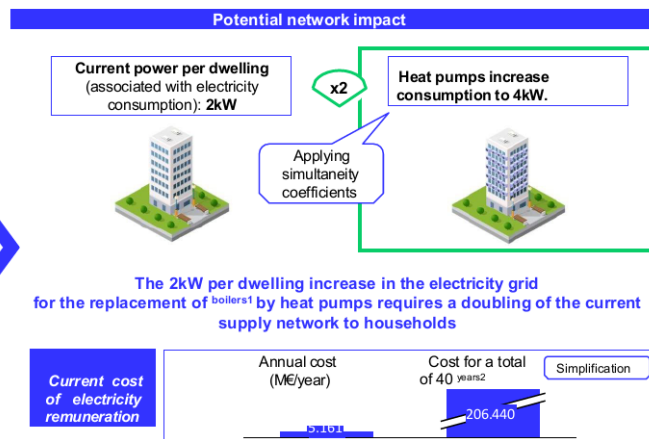 Potential network impact
Current power per dwelling
(associated with electricity
consumption): 2kW
x2
Heat pumps increase
consumption to 4kW.
Applying
simultaneity
coefficients
The 2kW per dwelling increase in the electricity grid
for the replacement of boilers1 by heat pumps requires a doubling of the current
supply network to households
Current cost
of electricity
remuneration
Annual cost
(M€/year)
Cost for a total
of 40 years2
Simplification
5.161
206.440